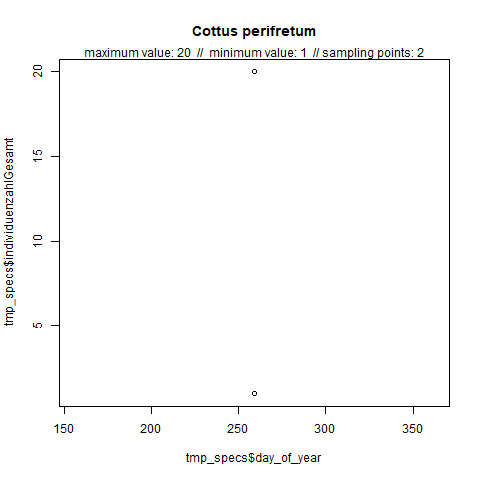 Cottus perifretum
maximum value: 20 // minimum value: 1 // sampling points: 2
20
15
10
5
tmp_specs$individuenzahlGesamt
150 200 250 300 350
tmp_specs$day_of_year